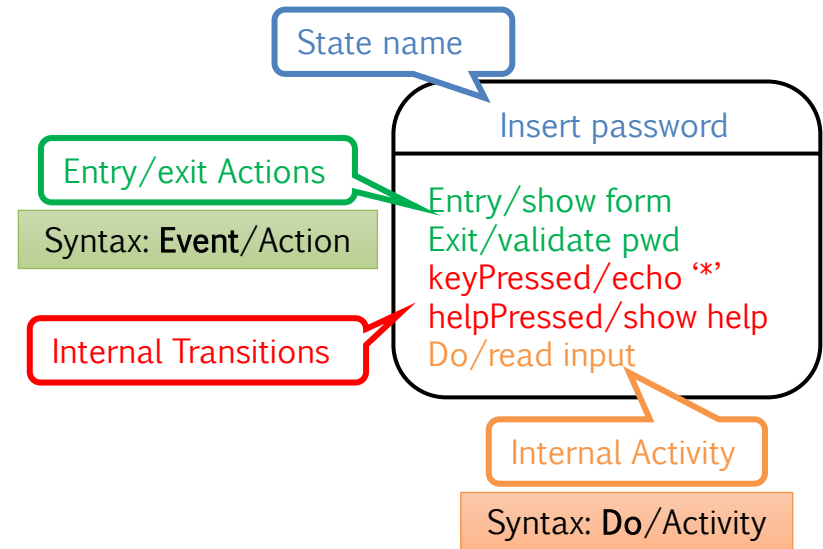 State name
Insert password
Entry/exit Actions
Syntax: Event/Action
Entry/show form
Exit/validate pwd
keyPressed/echo ‘*’
helpPressed/show help
Do/read input
Internal Transitions
Internal Activity
Syntax: Do/Activity